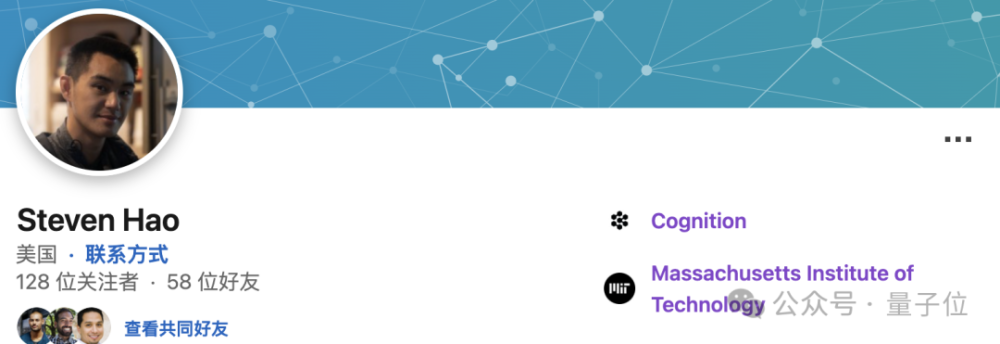 Steven Hao
美国 · 联系方式
128 位关注者 · 58 位好友
查看共同好友
Cognition
Massachusetts Institute of
Technology
公众号 · 量子位